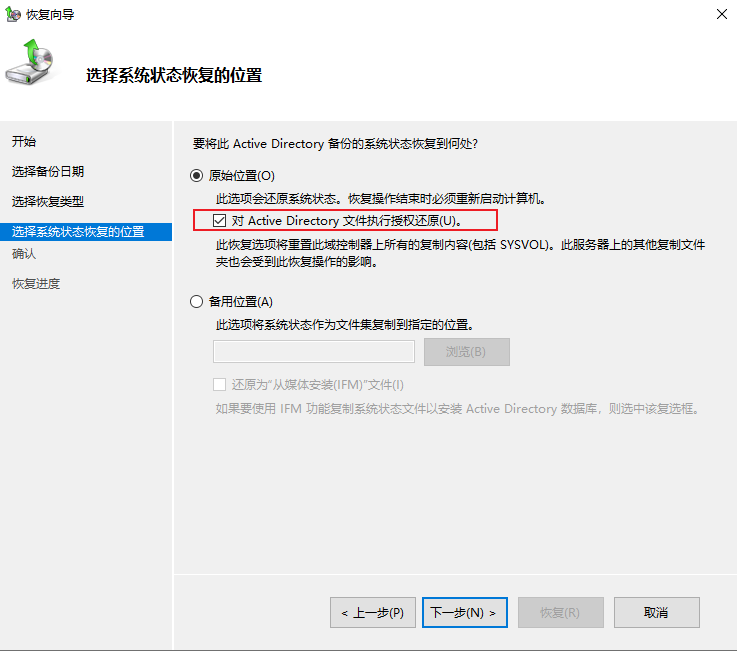 恢复向导
选择系统状态恢复的位置
开始
选择备份日期
选择恢复类型
选择系统状态恢复的位置
确认
恢复进度
要将此 Active Directory 备份的系统状态恢复到何处?
原始位置(O)
此选项会还原系统状态。恢复操作结束时必须重新启动计算机。
对 Active Directory 文件执行授权还原(U)。
此恢复选项将重置此域控制器上所有的复制内容(包括 SYSVOL)。此服务器上的其他复制文件
夹也会受到此恢复操作的影响。
备用位置(A)
此选项将系统状态作为文件集复制到指定的位置。
浏览(B)
还原为“从媒体安装(IFM)”文件(I)
如果要使用 IFM 功能复制系统状态文件以安装 Active Directory 数据库，则选中该复选框。
< 上一步(P)
下一步(N) >
恢复(R)
取消